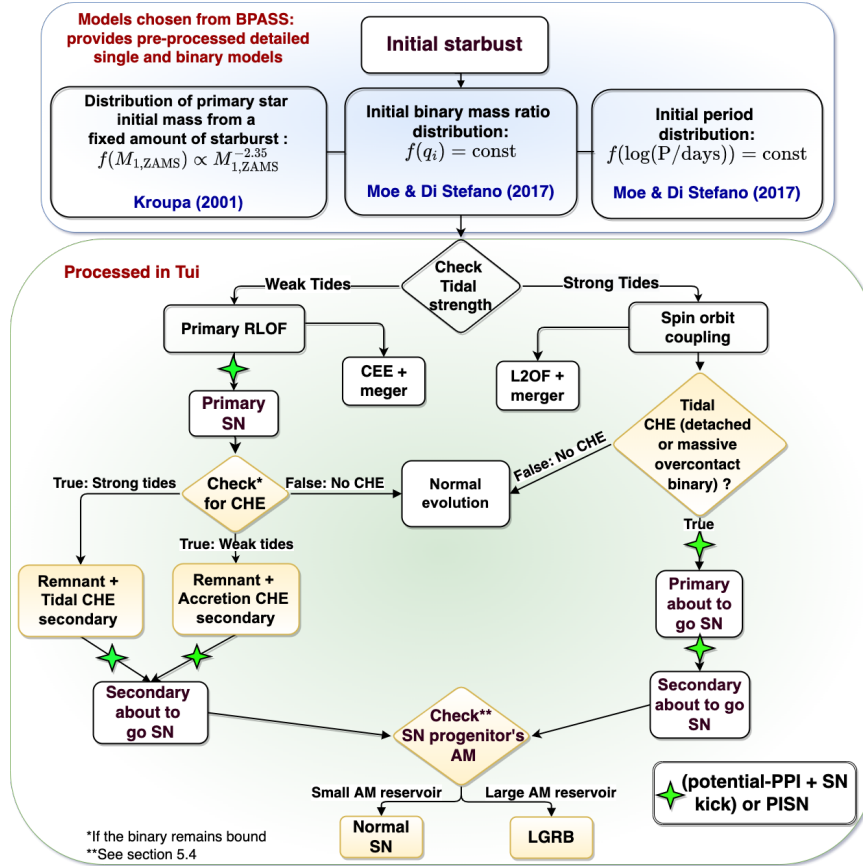 Models chosen from BPASS:
provides pre-processed detailed
single and binary models
Initial starbust
Distribution of primary star
initial mass from a
fixed amount of starburst :
f(M_{1,ZAMS}) ∝ M_{1,ZAMS}^{-2.35}
Kroupa (2001)
Initial binary mass ratio
distribution:
f(q_i) = const
Moe & Di Stefano (2017)
Initial period
distribution:
f(log(P/days)) = const
Moe & Di Stefano (2017)
Processed in Tui
Check
Tidal
strength
Weak Tides
Strong Tides
Primary RLOF
Spin orbit
coupling
CEE +
meger
L2OF +
merger
Primary
SN
Tidal
CHE (detached
or massive
overcontact
binary) ?
Check*
for CHE
True: Strong tides
False: No CHE
Normal
evolution
False: No CHE
True: Weak tides
True
Remnant +
Tidal CHE
secondary
Remnant +
Accretion CHE
secondary
Primary
about to
go SN
Secondary
about to
go SN
Secondary
about to go
SN
Check**
SN progenitor's
AM
Small AM reservoir
Large AM reservoir
Normal
SN
LGRB
(potential-PPI + SN
kick) or PISN
*If the binary remains bound
**See section 5.4